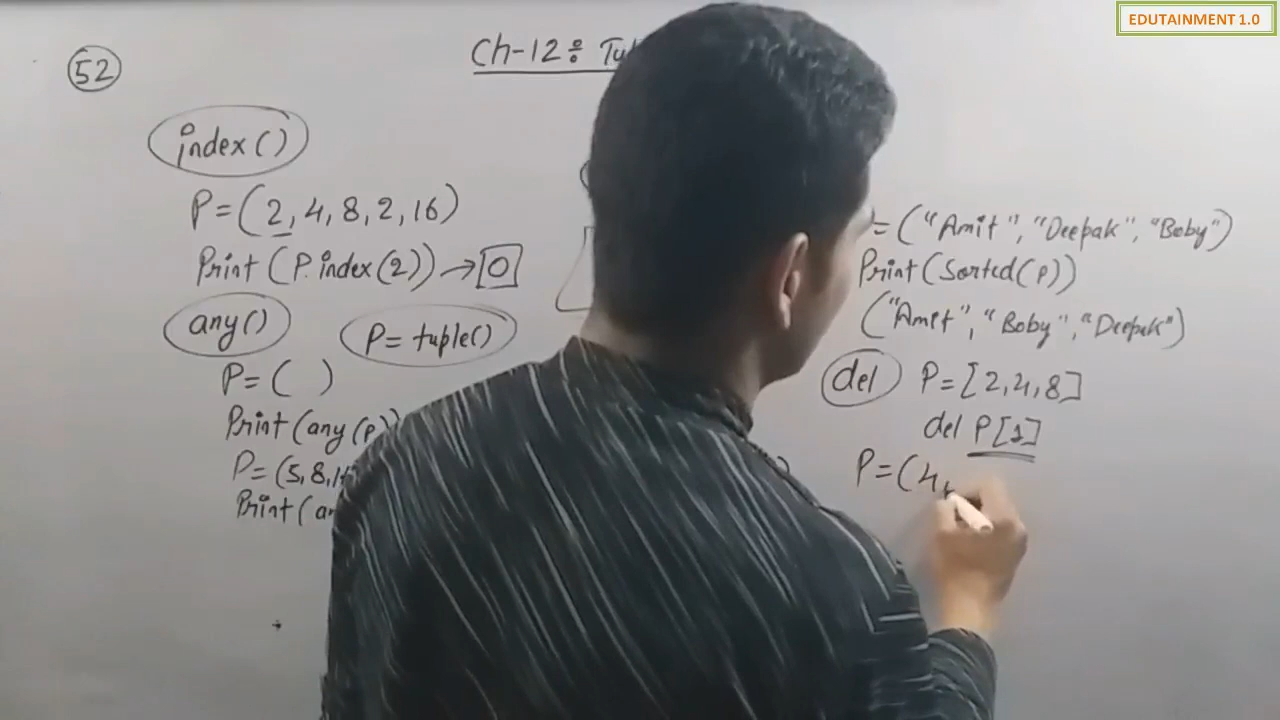 EDUTAINMENT 1.0
52
Ch-12:
index()
P=(2,4,8,2,16)
Print(P.index(2))→0
any()
P=tuple()
P=( )
Print(any(p)
P=(5,8,1
Print(an
=("Amit","Deepak","Boby")
Print(Sorted(P))
("Amit","Boby","Deepak")
del P=[2,4,8]
del P[1]
P=(4,